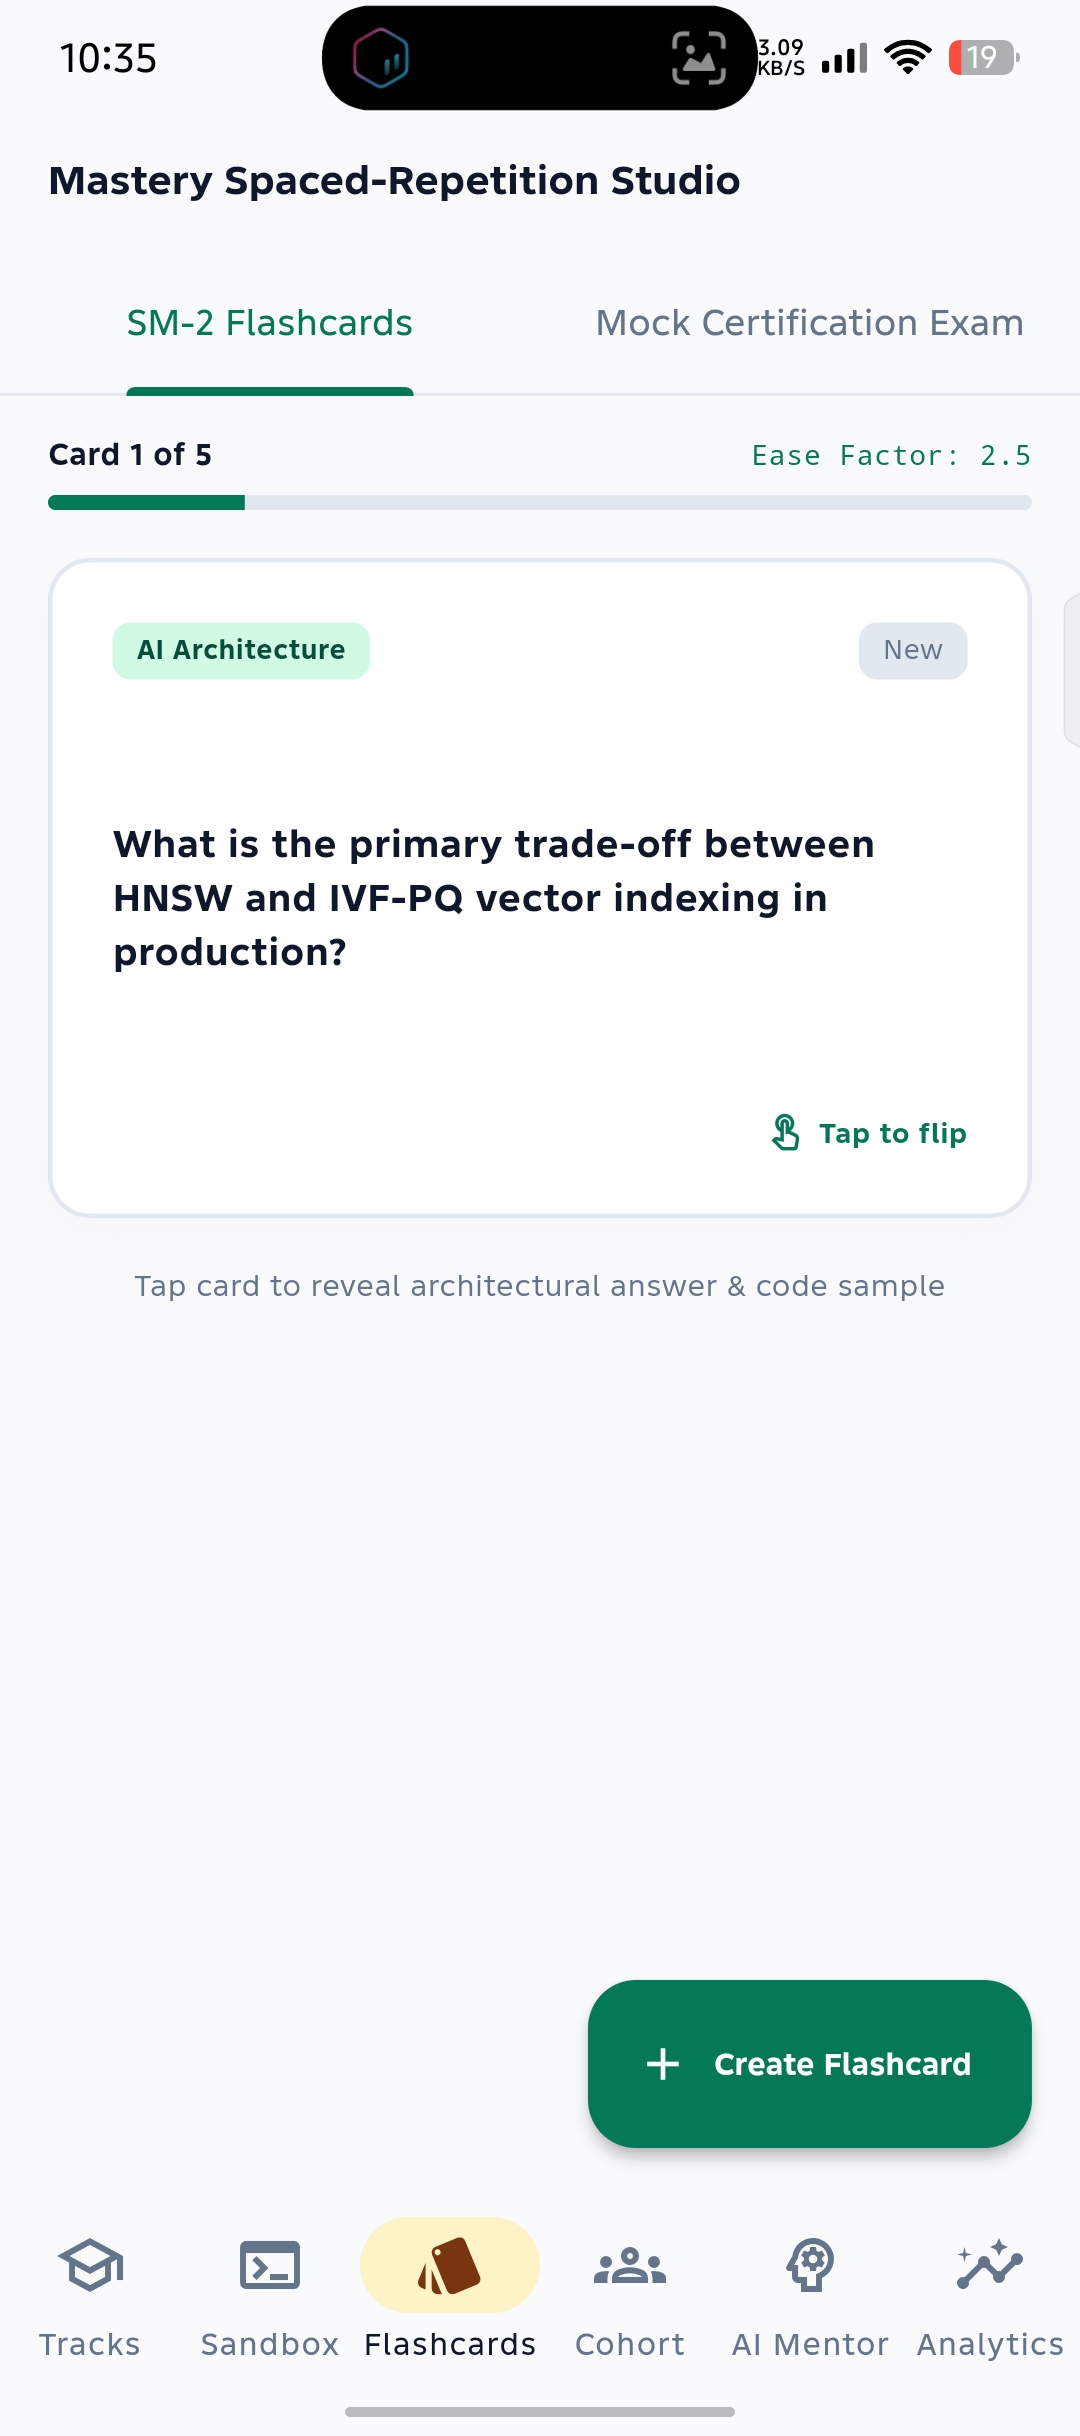 10:35
3.09
KB/S
19
Mastery Spaced-Repetition Studio
SM-2 Flashcards
Mock Certification Exam
Card 1 of 5
Ease Factor: 2.5
AI Architecture
New
What is the primary trade-off between
HNSW and IVF-PQ vector indexing in
production?
Tap to flip
Tap card to reveal architectural answer & code sample
Create Flashcard
Tracks
Sandbox
Flashcards
Cohort
AI Mentor
Analytics